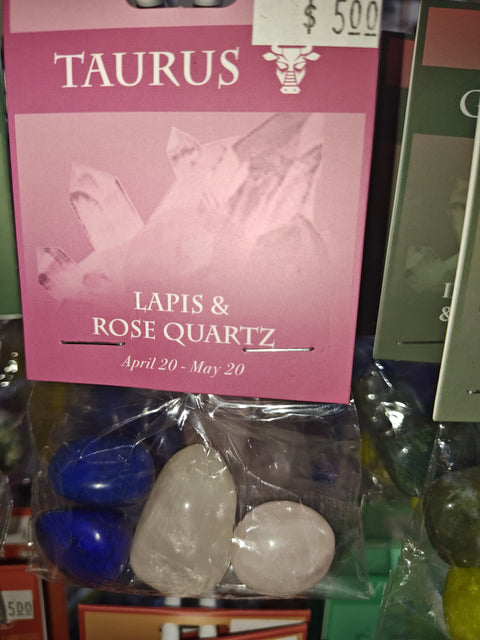 $ 500
TAURUS
LAPIS &
ROSE QUARTZ
April 20 - May 20
G
&
500